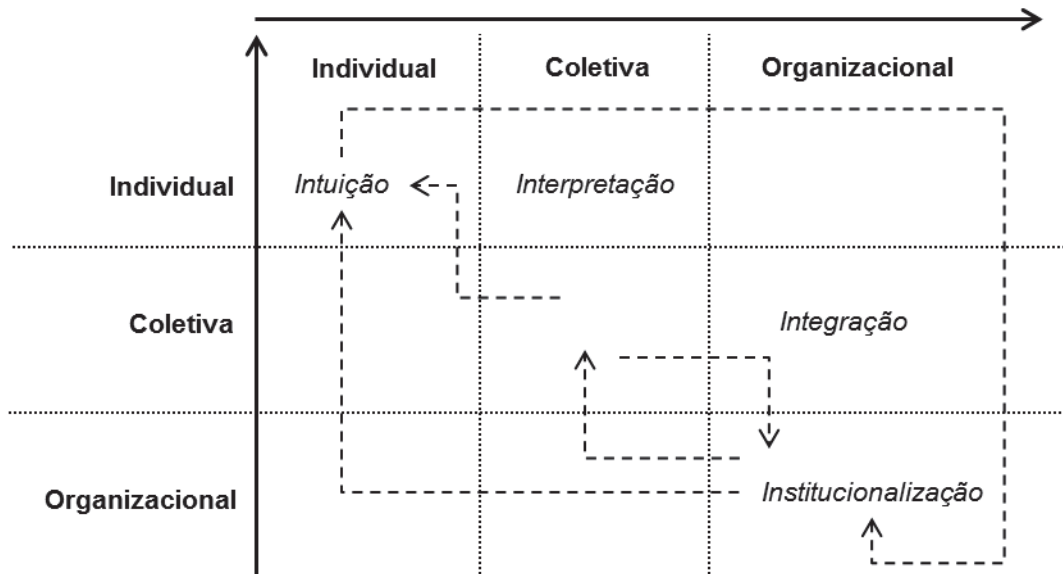 Individual
Coletiva
Organizacional
Individual
Intuição
Interpretação
Coletiva
Integração
Organizacional
Institucionalização